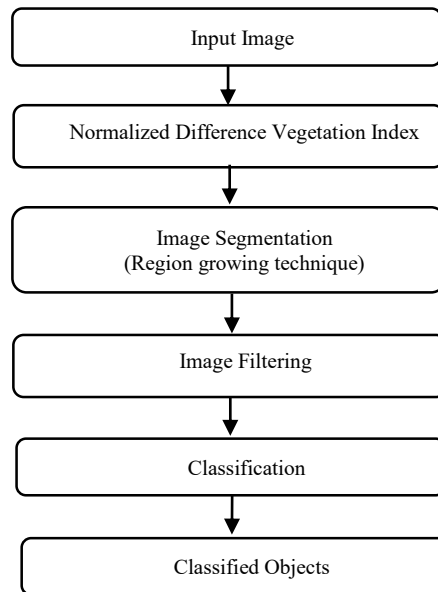 Input Image
Normalized Difference Vegetation Index
Image Segmentation
(Region growing technique)
Image Filtering
Classification
Classified Objects